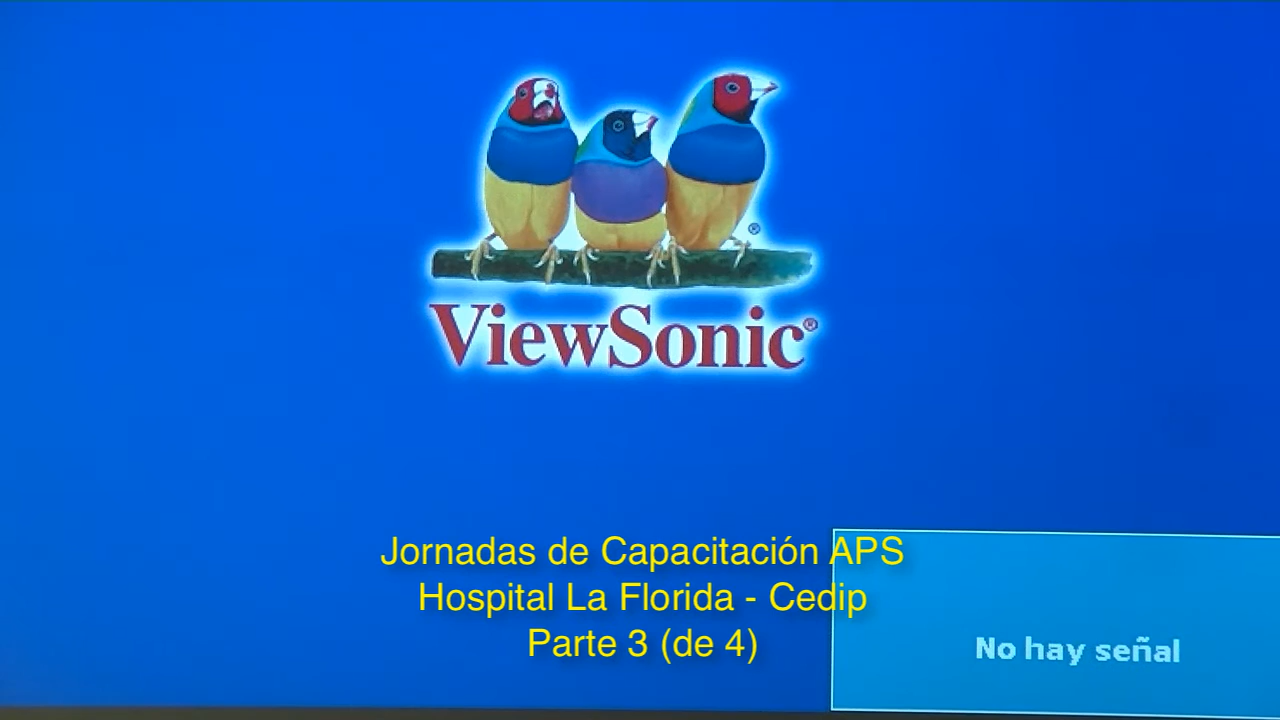 ViewSonic®
Jornadas de Capacitación APS
Hospital La Florida - Cedip
Parte 3 (de 4)
No hay señal